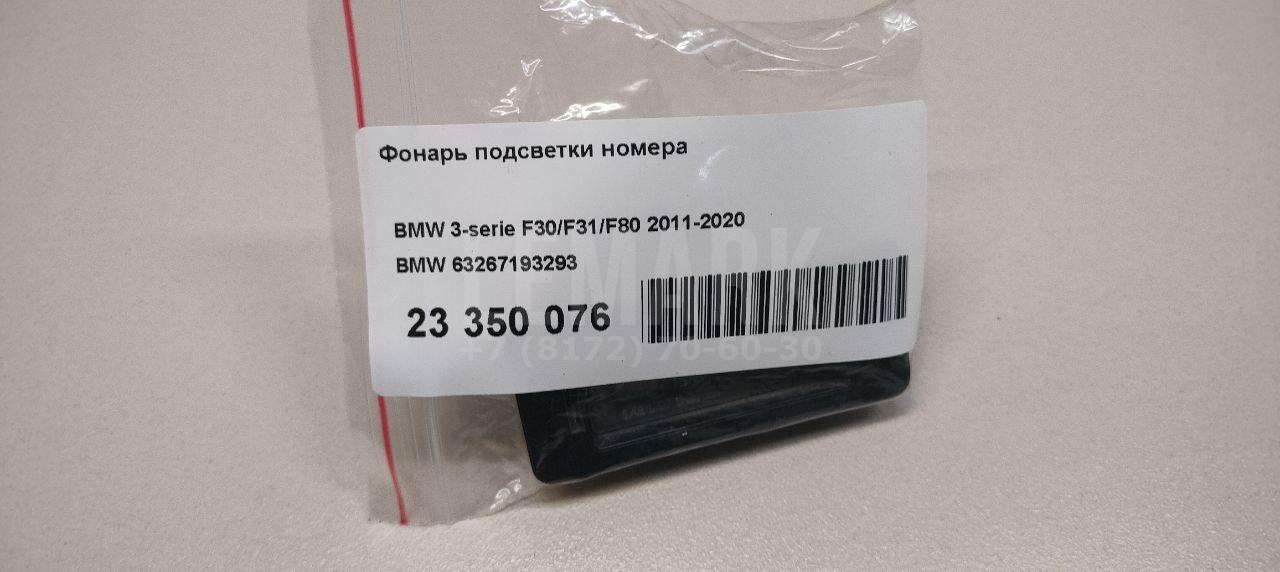 Фонарь подсветки номера
BMW 3-serie F30/F31/F80 2011-2020
BMW 63267193293
23 350 076
LEMARK
+7 (8172) 70-60-30